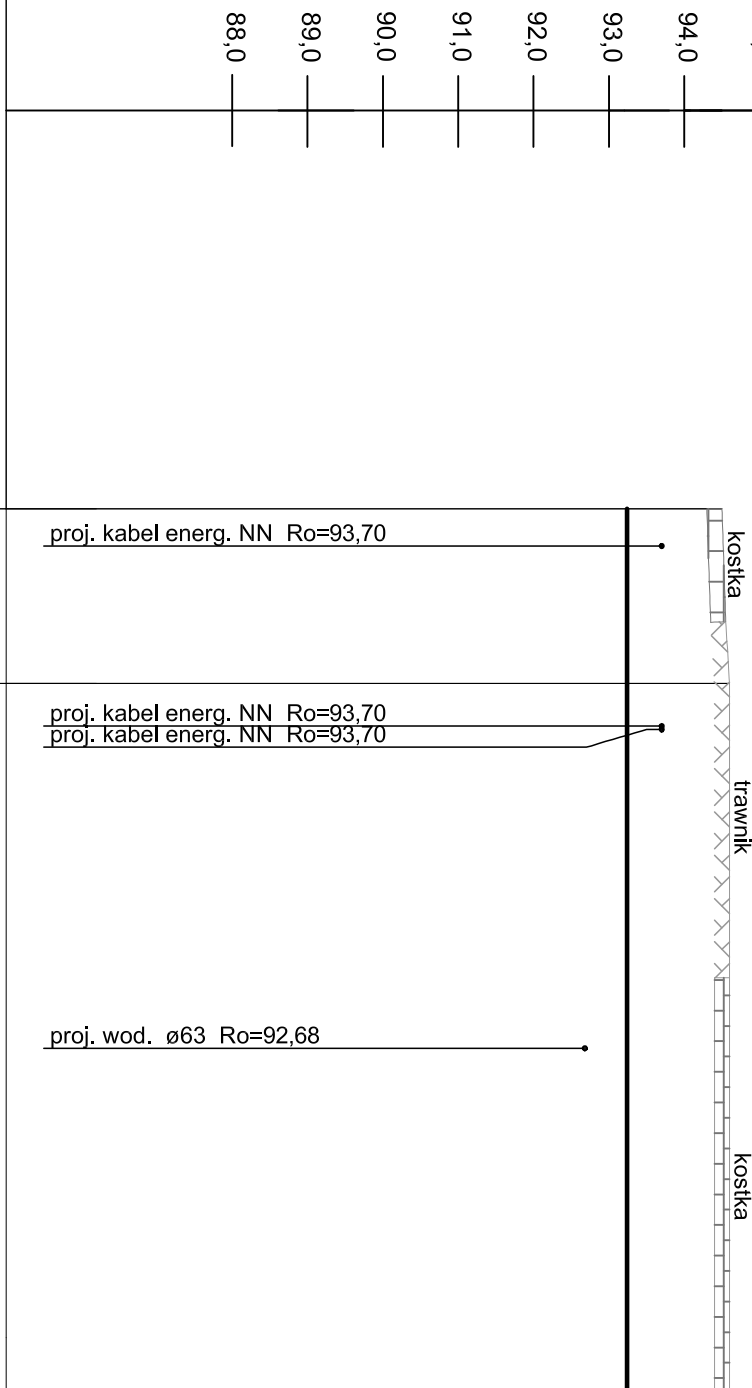 88,0
89,0
90,0
91,0
92,0
93,0
94,0
proj. kabel energ. NN Ro=93,70
kostka
proj. kabel energ. NN Ro=93,70
proj. kabel energ. NN Ro=93,70
trawnik
proj. wod. ø63 Ro=92,68
kostka